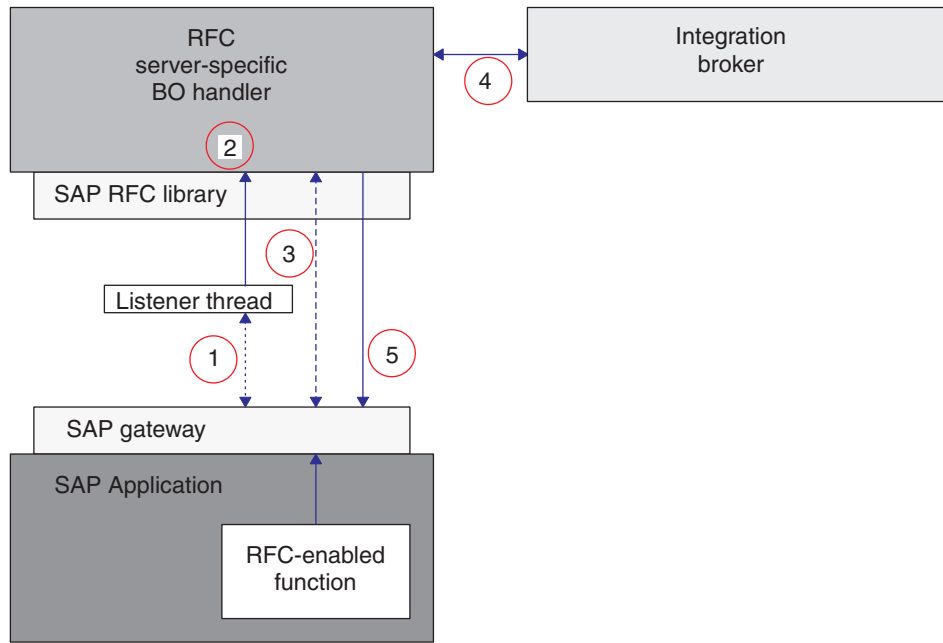 RFC
server-specific
BO handler
Integration
broker
4
2
SAP RFC library
3
Listener thread
1
5
SAP gateway
SAP Application
RFC-enabled
function